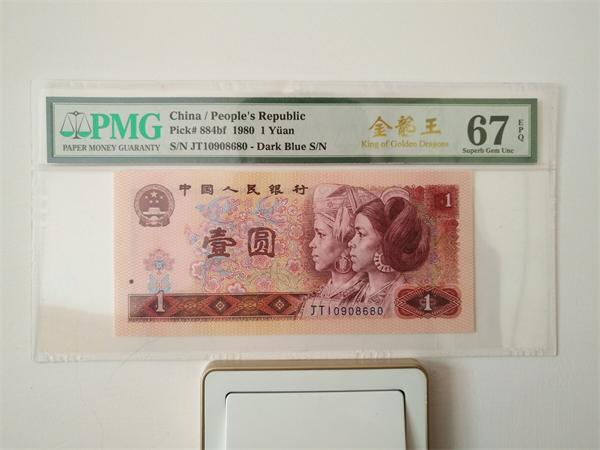 PMG
PAPER MONEY GUARANTY
China / People's Republic
Pick# 884bf 1980 1 Yüan
S/N JT10908680 - Dark Blue S/N
金龍王
King of Golden Dragons
67 EPQ
Superb Gem Unc
中国人民银行
1
壹圆
1
JT10908680
1